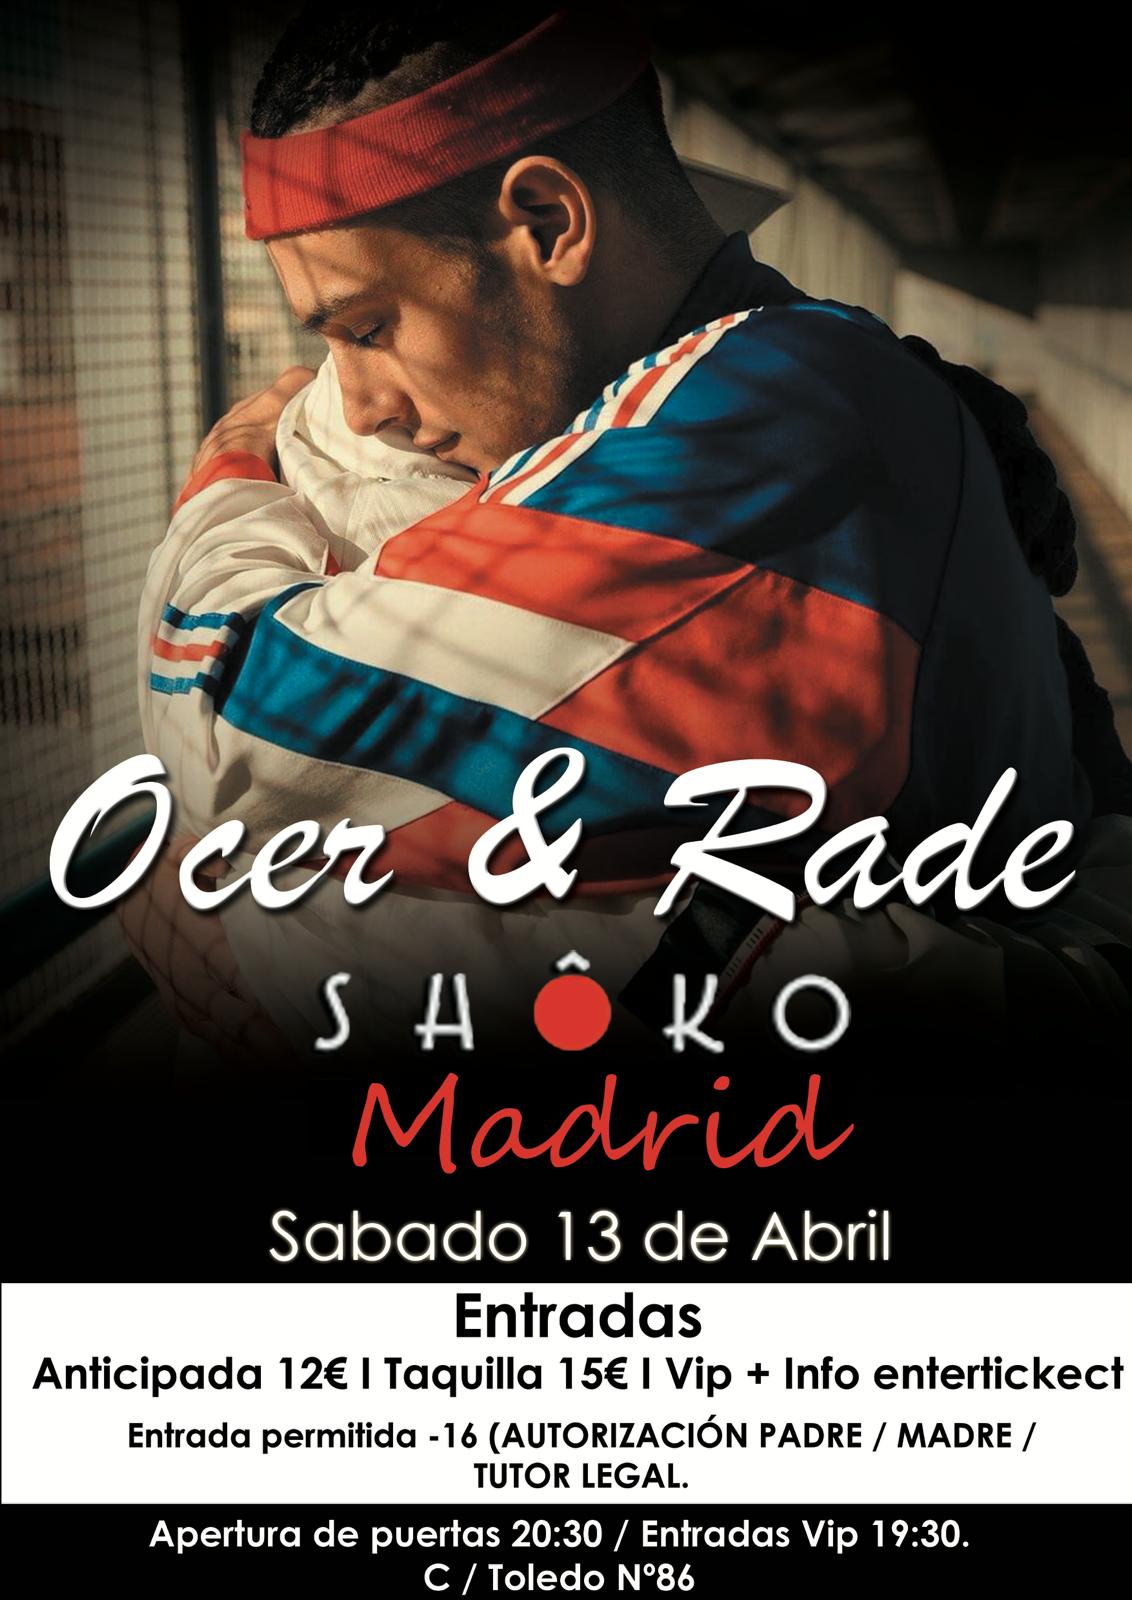 Ocer & Rade
SHÔKO
Madrid
Sabado 13 de Abril
Entradas
Anticipada 12€ I Taquilla 15€ I Vip + Info entertickect
Entrada permitida -16 (AUTORIZACIÓN PADRE / MADRE /
TUTOR LEGAL.
Apertura de puertas 20:30 / Entradas Vip 19:30.
C / Toledo Nº86